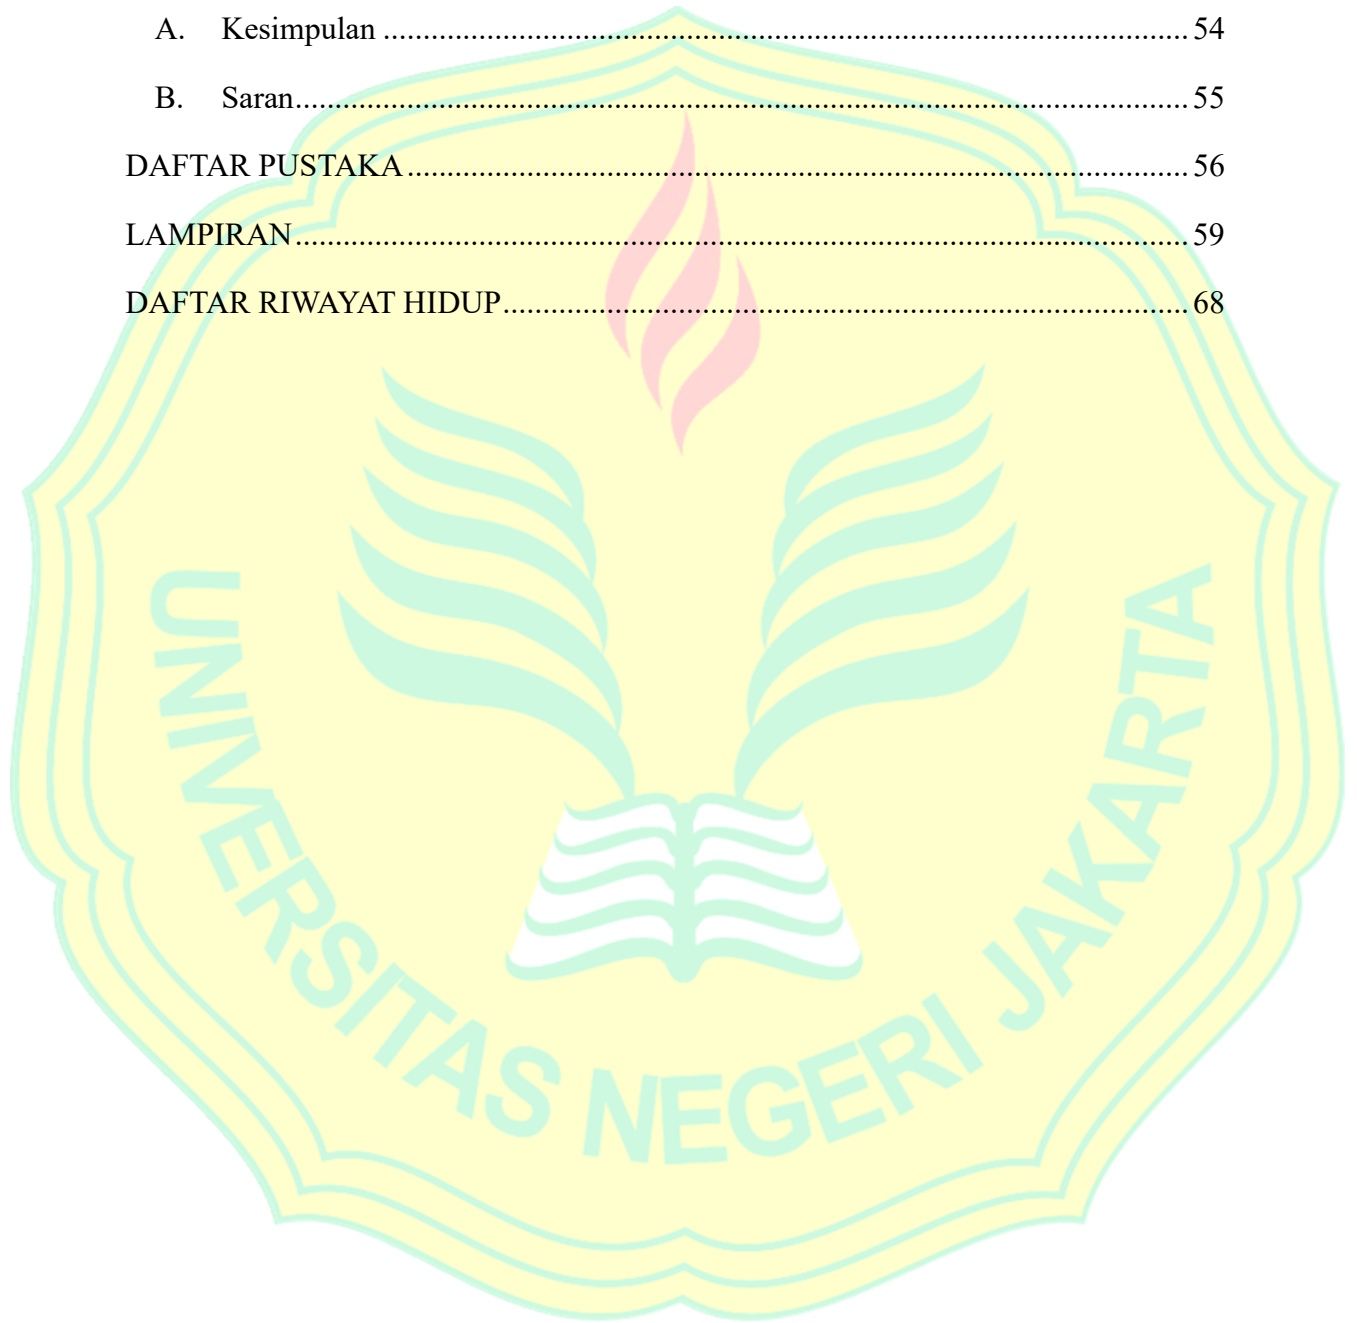 A. Kesimpulan ........................................................................................................ 54
B. Saran.................................................................................................................... 55
DAFTAR PUSTAKA .................................................................................................... 56
LAMPIRAN.................................................................................................................. 59
DAFTAR RIWAYAT HIDUP........................................................................................ 68
UNIVERSITAS NEGERI JAKARTA